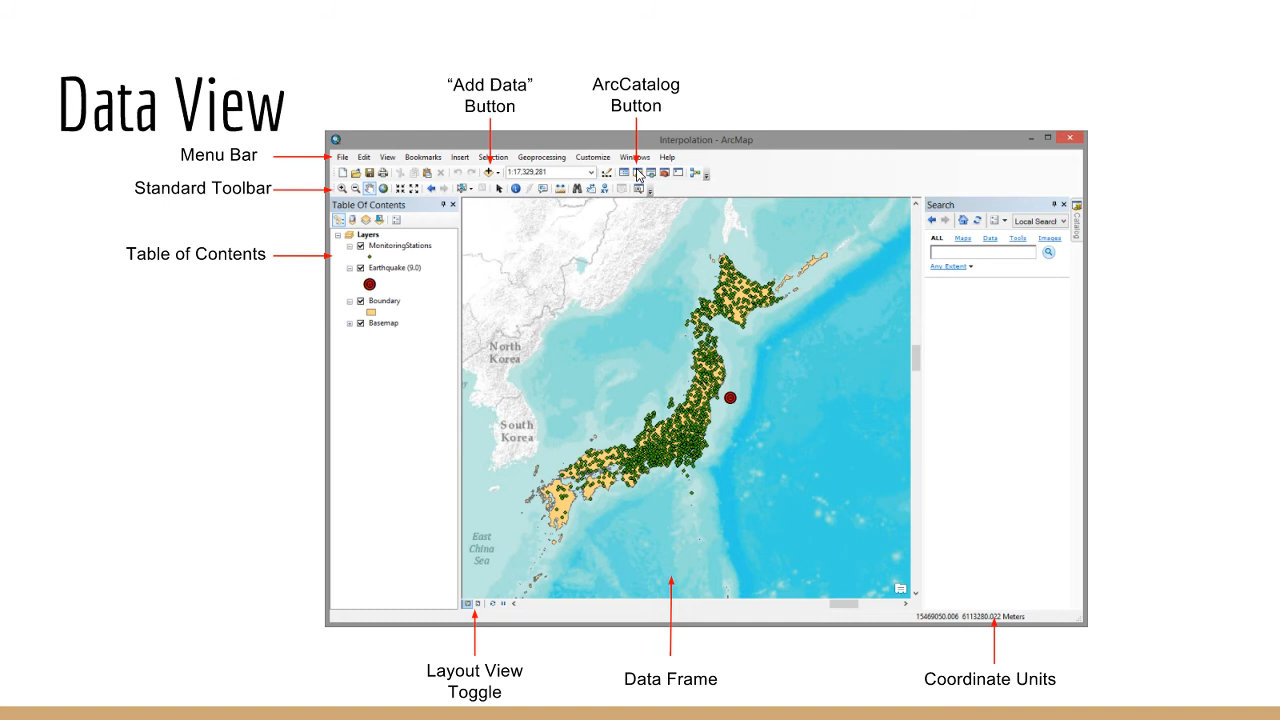 Data View
“Add Data”
Button
ArcCatalog
Button
Menu Bar
Standard Toolbar
Table of Contents
Interpolation - ArcMap
File Edit View Bookmarks Insert Selection Geoprocessing Customize Windows Help
1:17,329,281
Table Of Contents
Layers
MonitoringStations
Earthquake (9.0)
Boundary
Basemap
North
Korea
South
Korea
East
China
Sea
Search
Local Search
ALL Maps Data Tools Images
Any Extent
Catalog
15469050.006 6113280.022 Meters
Layout View
Toggle
Data Frame
Coordinate Units